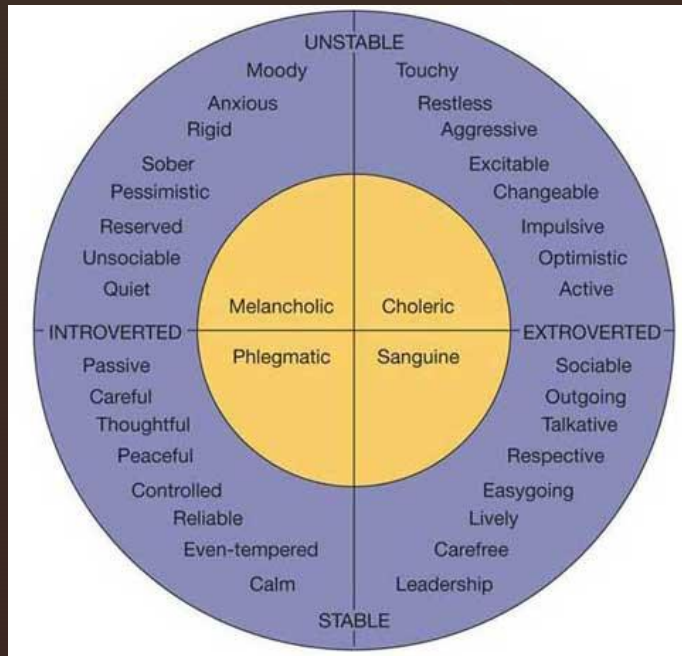 UNSTABLE
Moody
Touchy
Anxious
Restless
Rigid
Aggressive
Sober
Excitable
Pessimistic
Changeable
Reserved
Impulsive
Unsociable
Optimistic
Quiet
Active
Melancholic
Choleric
INTROVERTED
EXTROVERTED
Phlegmatic
Sanguine
Passive
Sociable
Careful
Outgoing
Thoughtful
Talkative
Peaceful
Respective
Controlled
Easygoing
Reliable
Lively
Even-tempered
Carefree
Calm
Leadership
STABLE